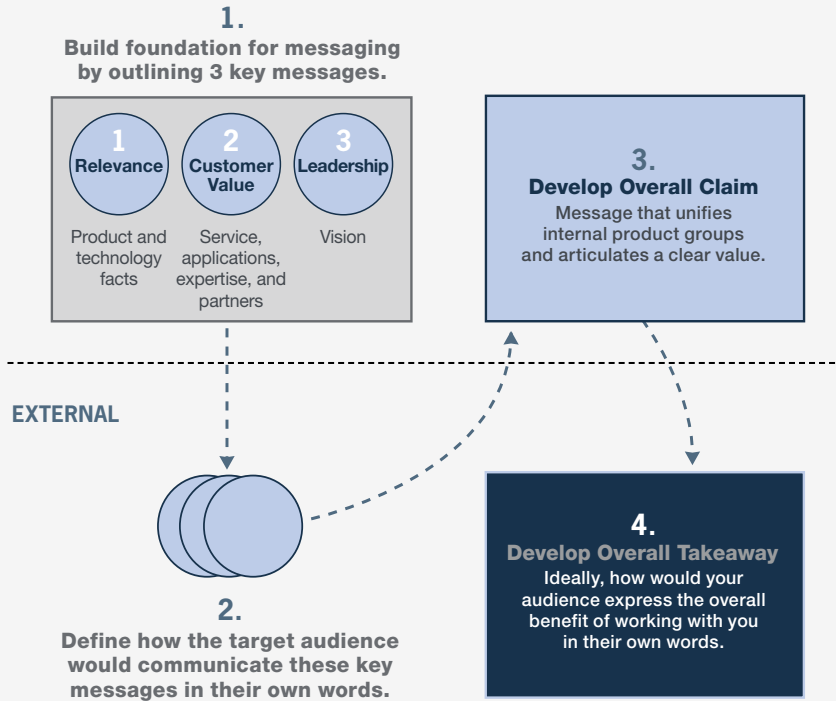 1.
Build foundation for messaging
by outlining 3 key messages.
1
Relevance
Product and
technology
facts
2
Customer
Value
Service,
applications,
expertise, and
partners
3
Leadership
Vision
EXTERNAL
2.
Define how the target audience
would communicate these key
messages in their own words.
3.
Develop Overall Claim
Message that unifies
internal product groups
and articulates a clear value.
4.
Develop Overall Takeaway
Ideally, how would your
audience express the overall
benefit of working with you
in their own words.